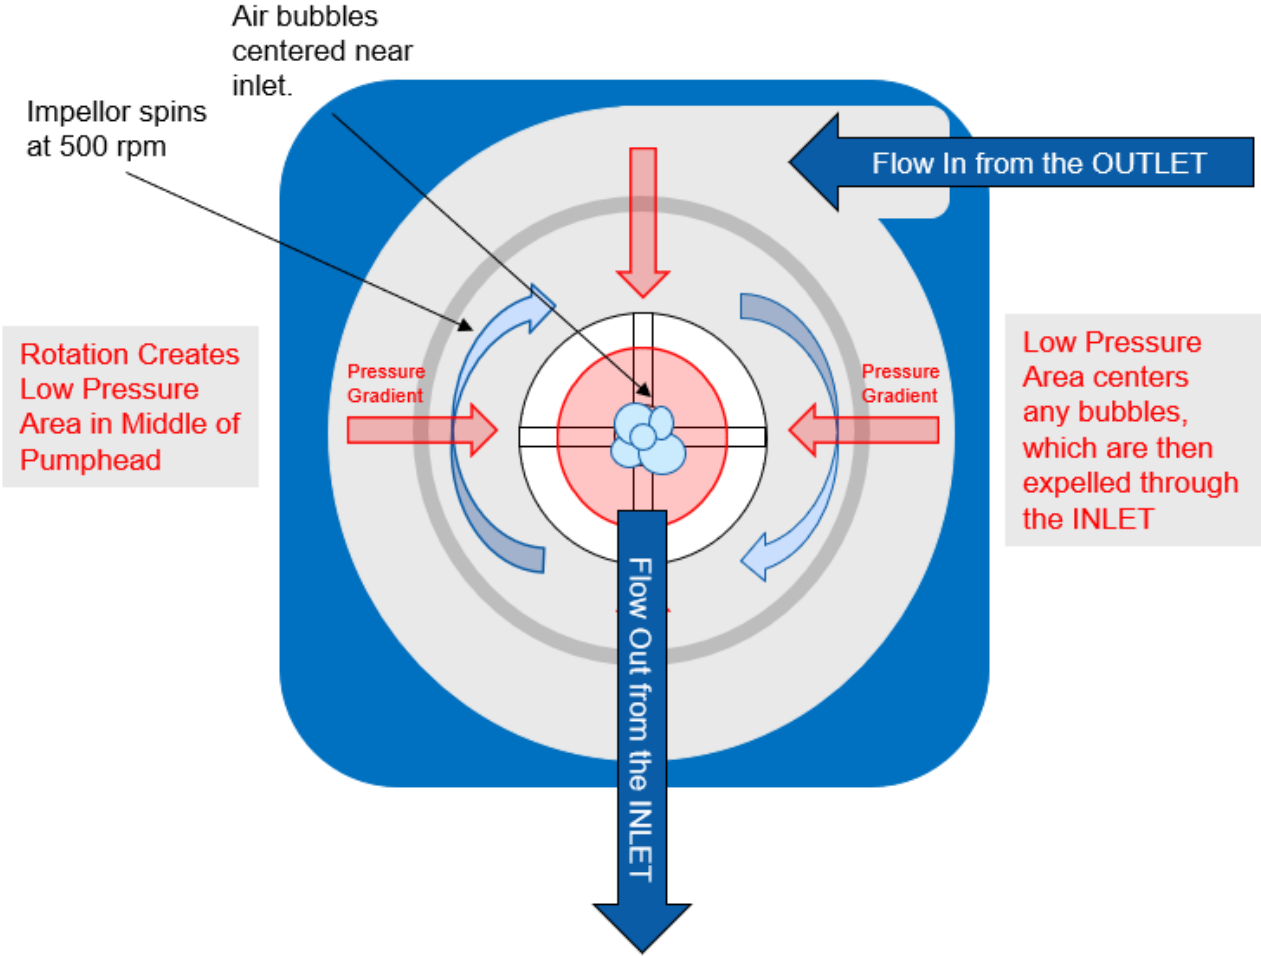 Air bubbles
centered near
inlet.
Impellor spins
at 500 rpm
Flow In from the OUTLET
Rotation Creates
Low Pressure
Area in Middle of
Pumphead
Pressure
Gradient
Pressure
Gradient
Low Pressure
Area centers
any bubbles,
which are then
expelled through
the INLET
Flow Out from the INLET